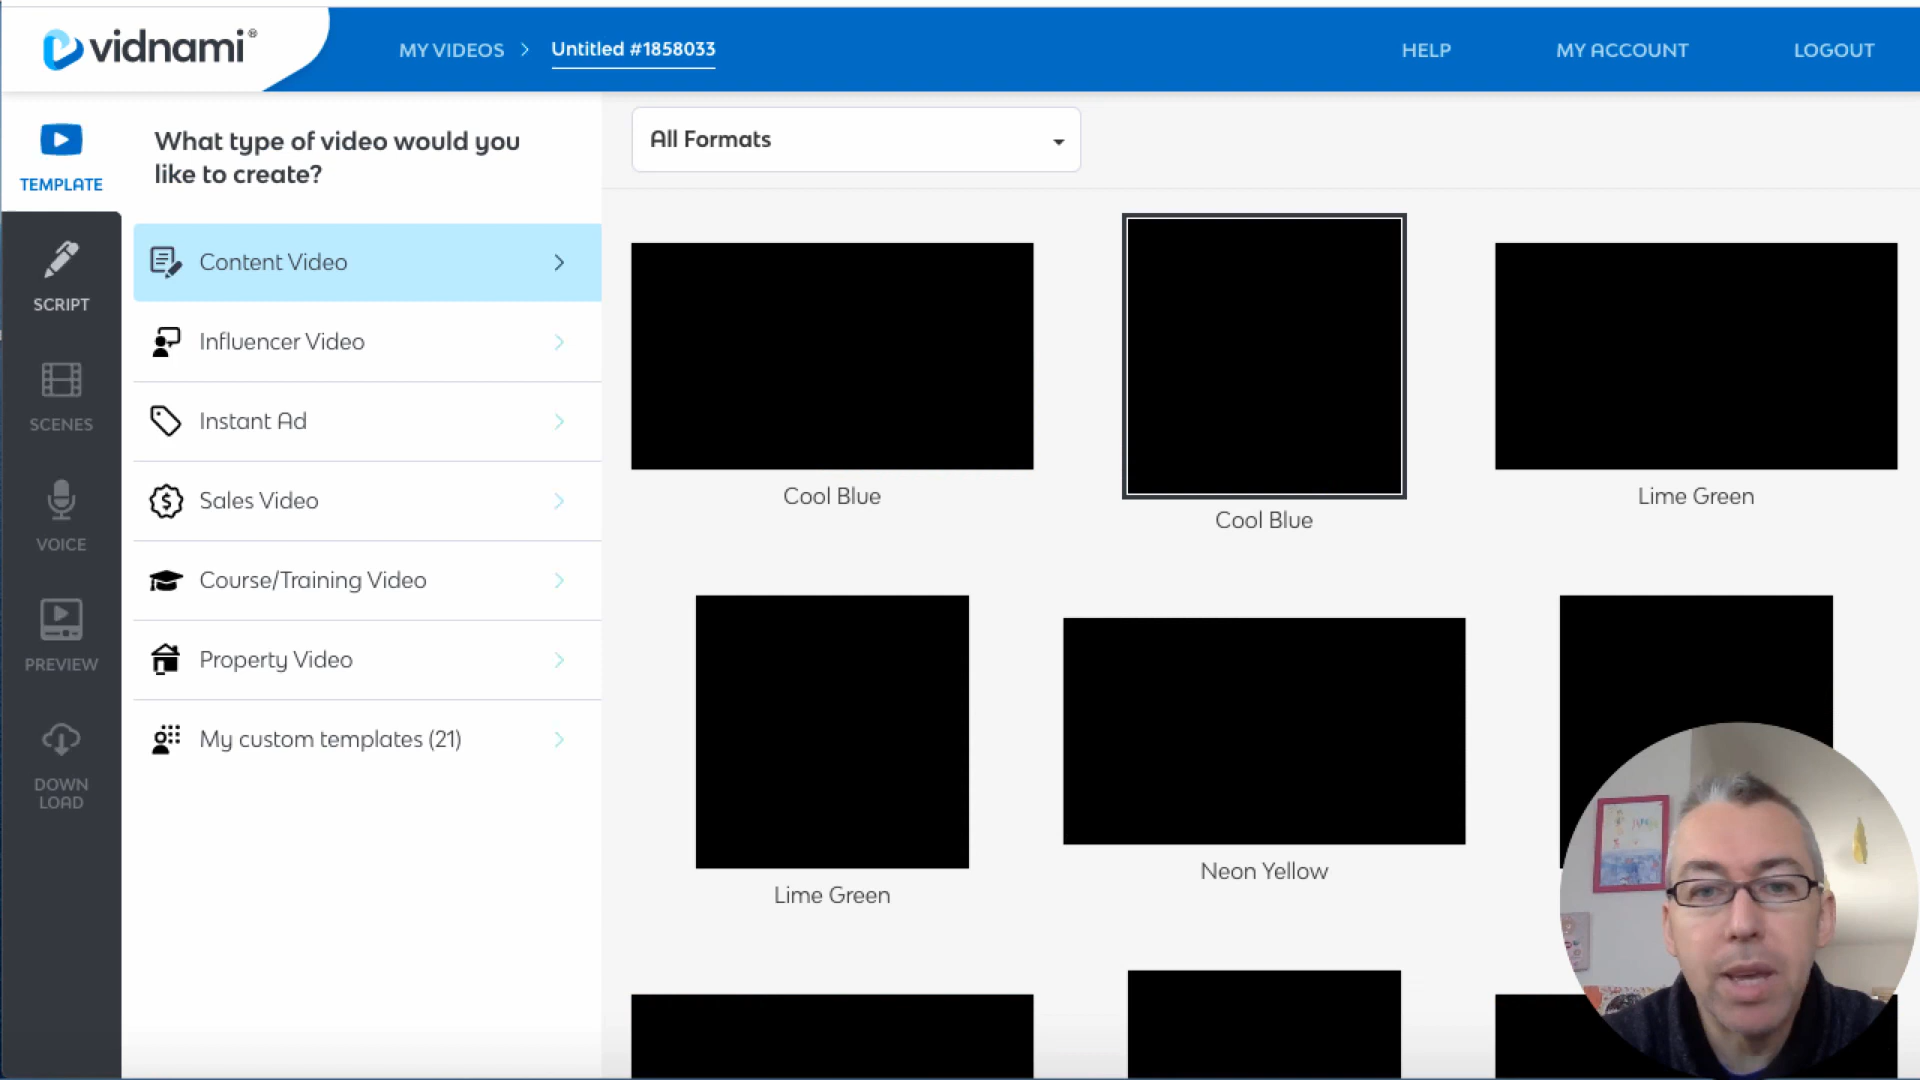 vidnami®
MY VIDEOS > Untitled #1858033
HELP
MY ACCOUNT
LOGOUT
TEMPLATE
SCRIPT
SCENES
VOICE
PREVIEW
DOWN
LOAD
What type of video would you
like to create?
Content Video
Influencer Video
Instant Ad
Sales Video
Course/Training Video
Property Video
My custom templates (21)
All Formats
Cool Blue
Cool Blue
Lime Green
Lime Green
Neon Yellow